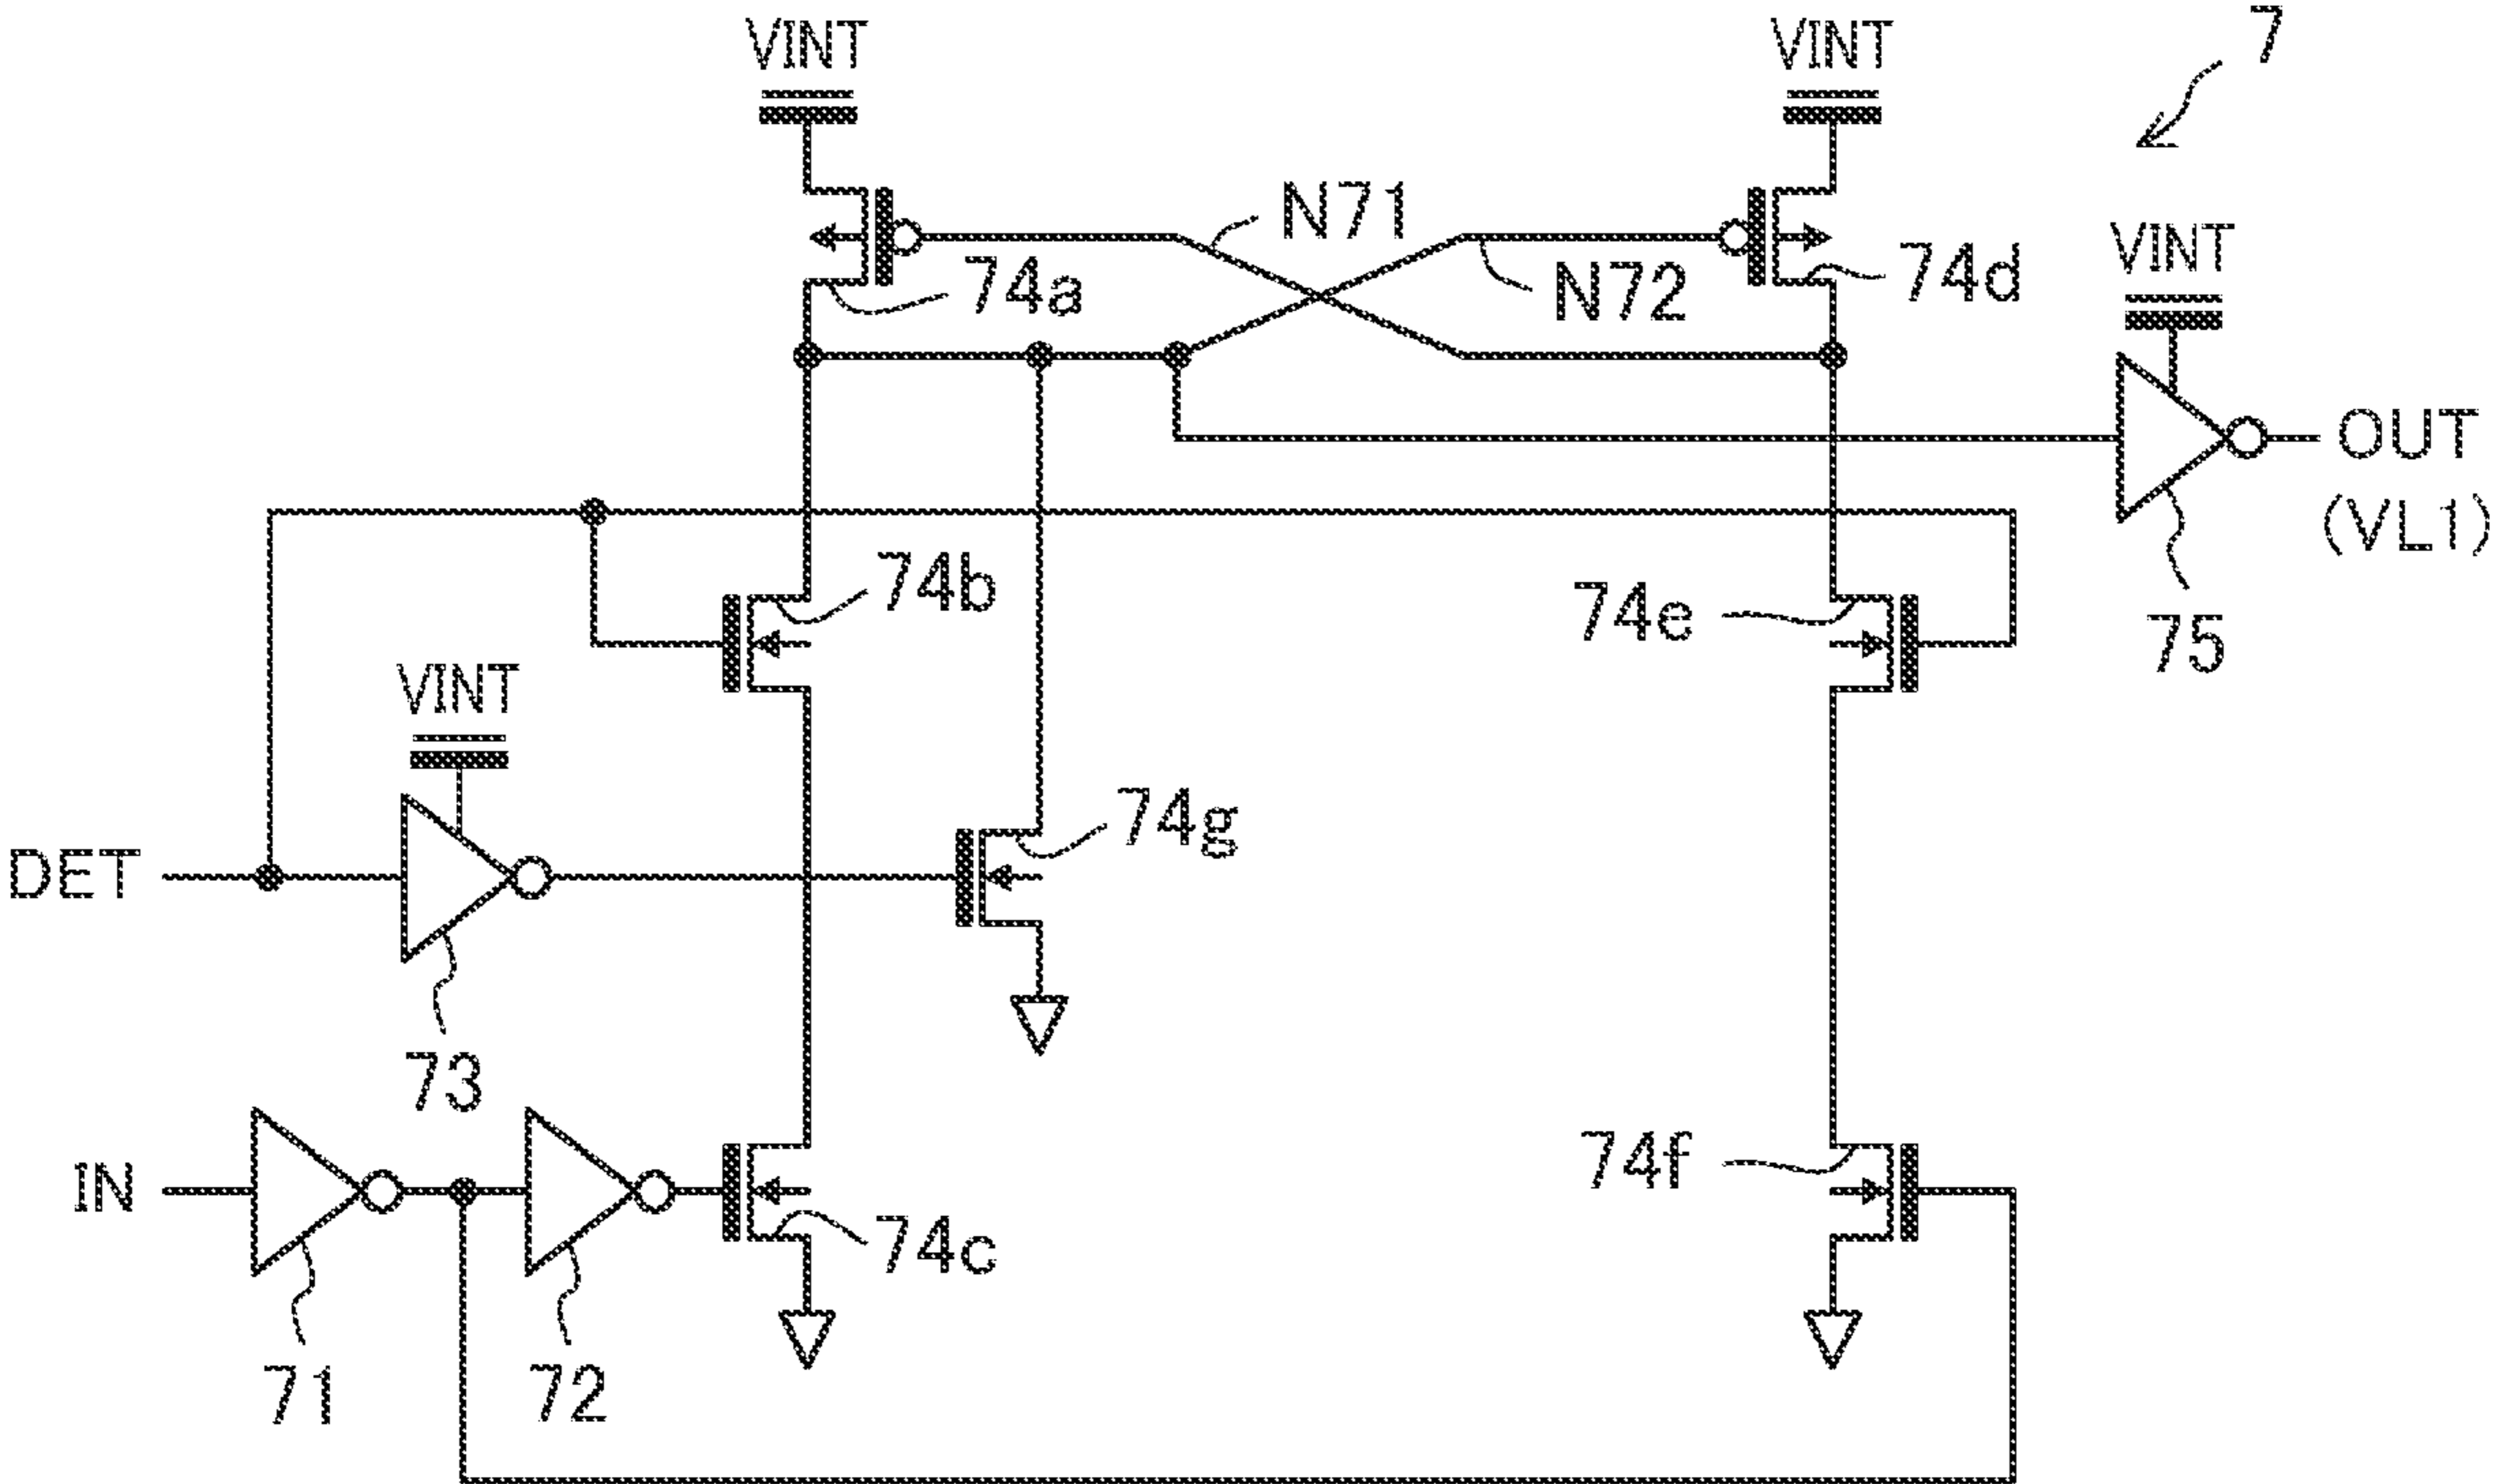 7
VINT
VINT
N71
VINT
74a
N72
74d
OUT
(VL1)
74b
74e
75
VINT
74g
DET
73
74f
IN
74c
71
72